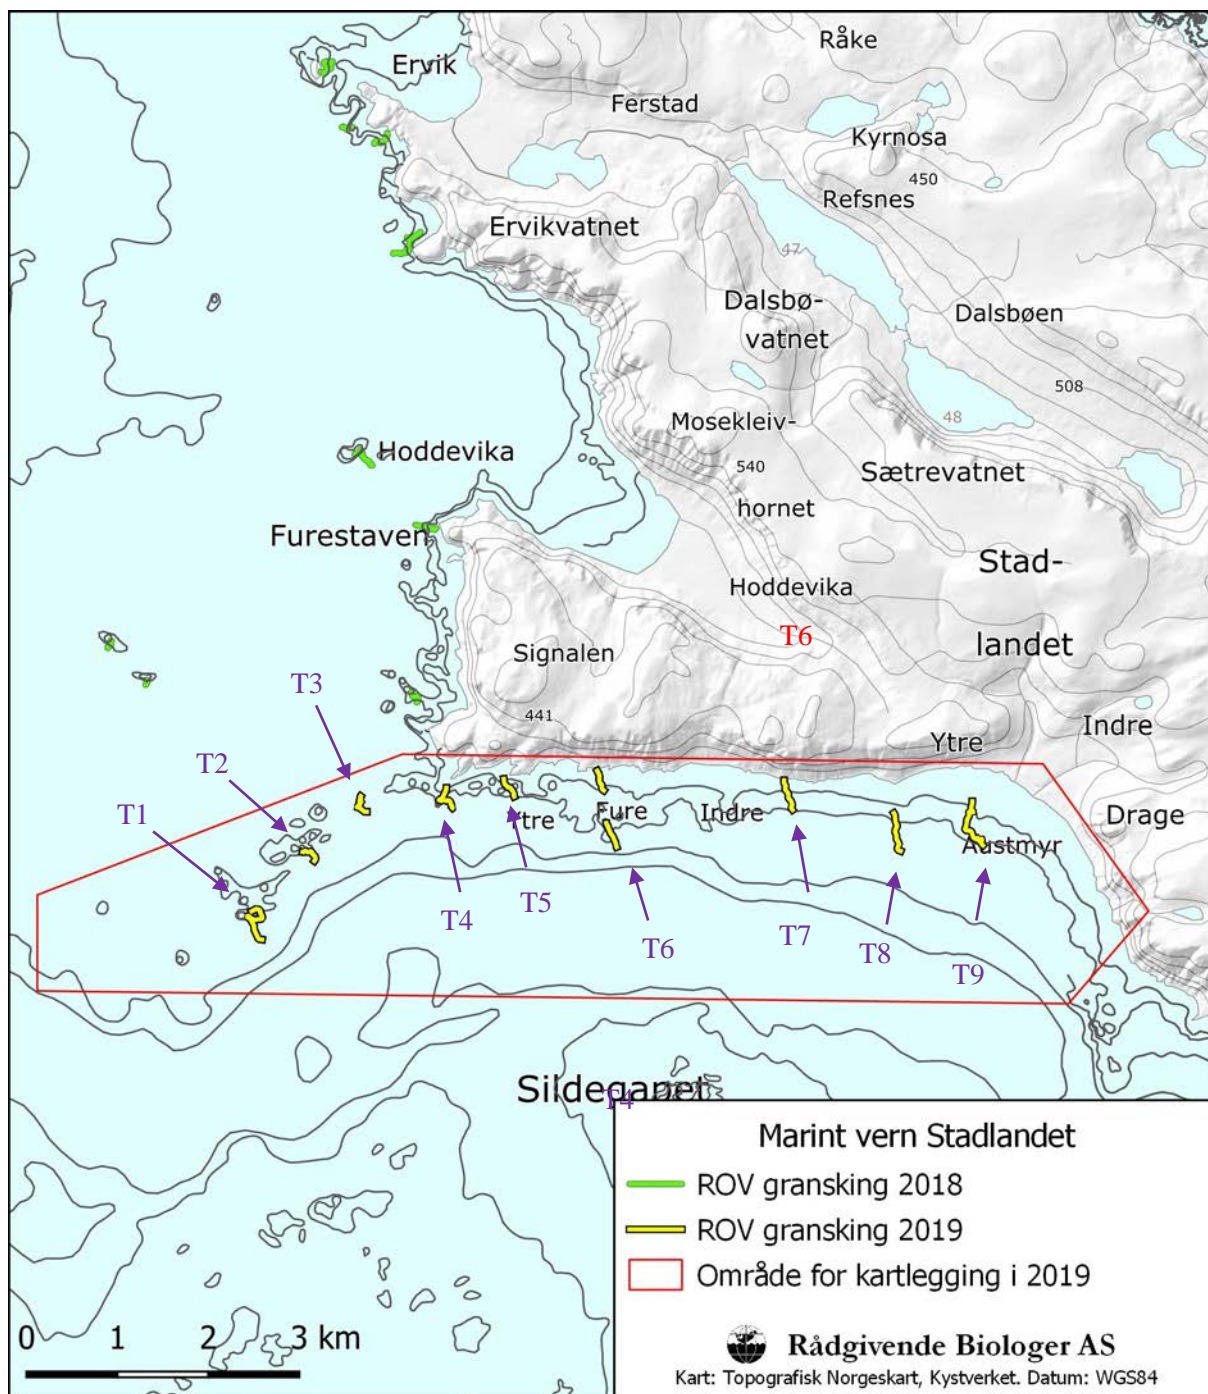 Råke
Ervik
Ferstad
Kyrnosa
450
Refsnes
Ervikvatnet
47
Dalsbø-
vatnet
Dalsbøen
508
48
Mosekleiv-
Hoddevika
540
Sætrevatnet
hornet
Furestaven
Stad-
Hoddevika
T6
landet
Signalen
T3
441
Indre
Ytre
T2
T1
Fure
Indre
Drage
tre
Austmyr
T5
T4
T7
T6
T8
T9
Sildegapet
T4
Marint vern Stadlandet
ROV gransking 2018
ROV gransking 2019
Område for kartlegging i 2019
0 1 2 3 km
Rådgivende Biologer AS
Kart: Topografisk Norgeskart, Kystverket. Datum: WGS84